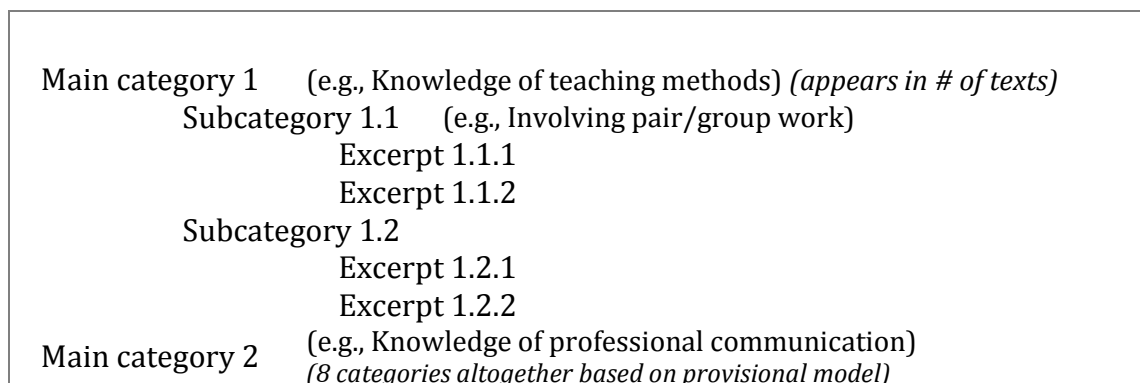 Main category 1 (e.g., Knowledge of teaching methods) (appears in # of texts)
Subcategory 1.1 (e.g., Involving pair/group work)
Excerpt 1.1.1
Excerpt 1.1.2
Subcategory 1.2
Excerpt 1.2.1
Excerpt 1.2.2
Main category 2 (e.g., Knowledge of professional communication)
(8 categories altogether based on provisional model)